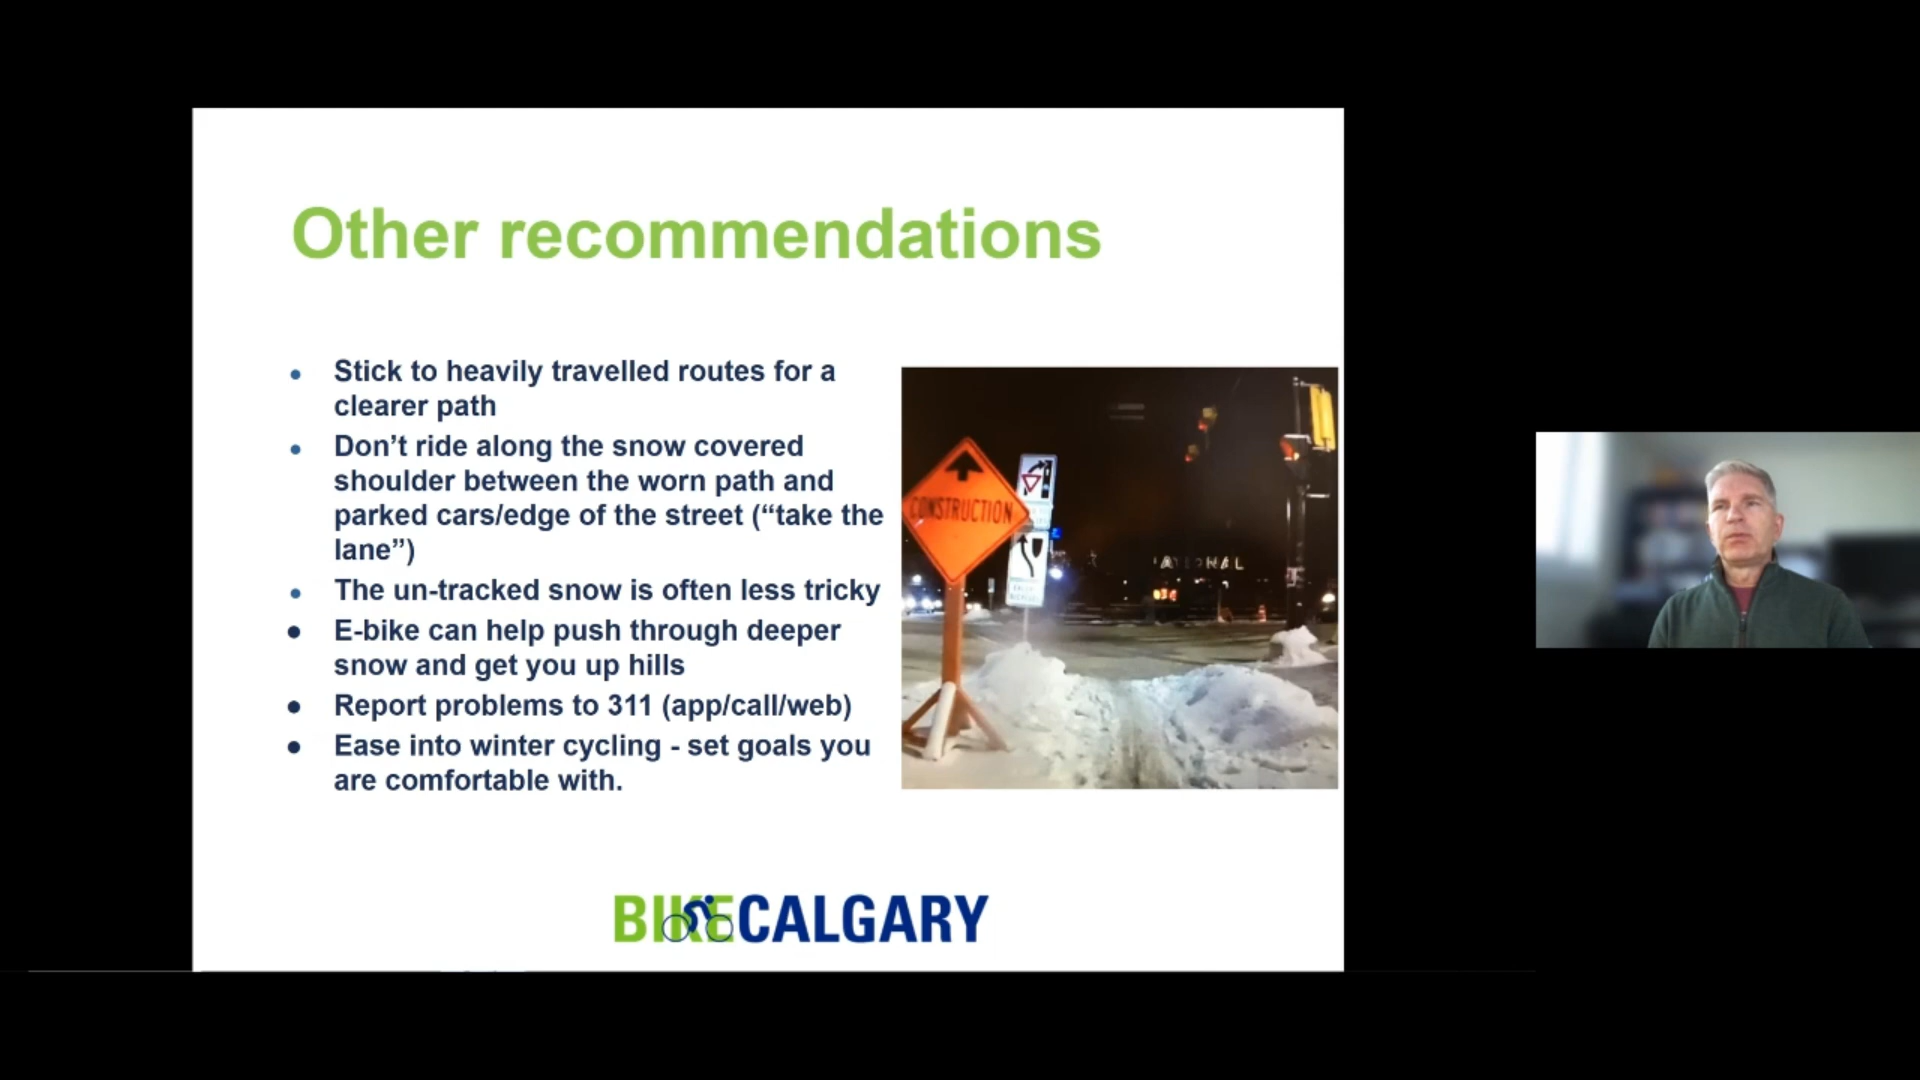 Other recommendations
Stick to heavily travelled routes for a
clearer path
Don’t ride along the snow covered
shoulder between the worn path and
parked cars/edge of the street (“take the
lane”)
The un-tracked snow is often less tricky
E-bike can help push through deeper
snow and get you up hills
Report problems to 311 (app/call/web)
Ease into winter cycling - set goals you
are comfortable with.
CONSTRUCTION
BIKECALGARY